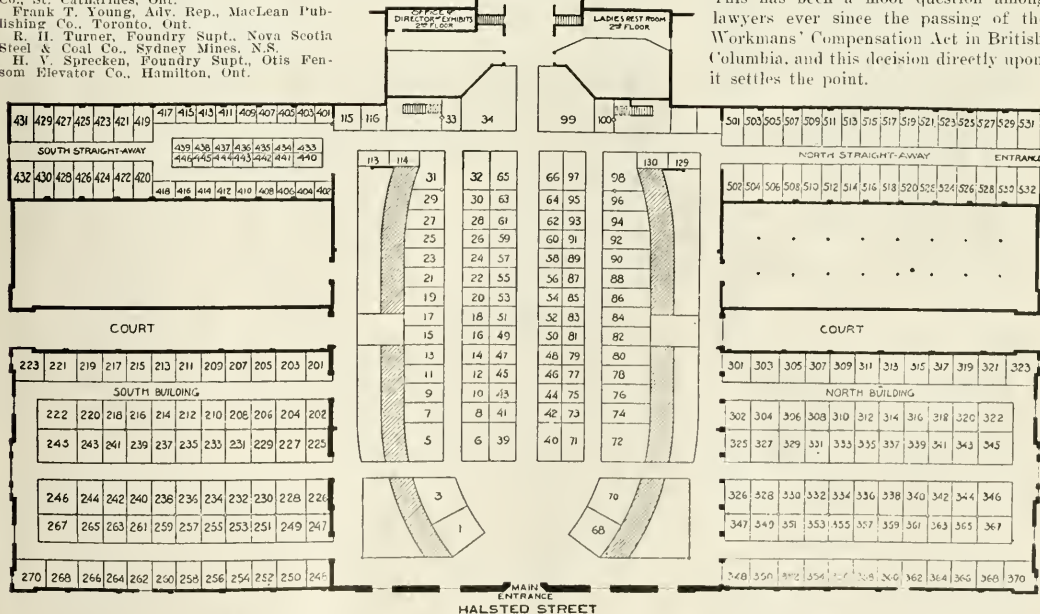 Co., St. Catharines, Ont.
Frank T. Young, Adv. Rep., MacLean Pub-
lishing Co., Toronto, Ont.
R. H. Turner, Foundry Supt., Nova Scotia
Steel & Coal Co., Sydney Mines, N.S.
H. V. Sprecken, Foundry Supt., Otis Fen-
som Elevator Co., Hamilton, Ont.
This has been a moot question among
lawyers ever since the passing of the
Workmans' Compensation Act in British
Columbia, and this decision directly upon
it settles the point.
OFFICE OF
DIRECTOR OF EXHIBITS
2ND FLOOR
LADIES REST ROOM
2ND FLOOR
431 429 427 425 423 421 419 417 415 413 411 409 407 405 403 401
115 116 33 34 99 100
501 503 505 507 509 511 513 515 517 519 521 523 525 527 529 531
SOUTH STRAIGHT-AWAY
439 438 437 436 435 434 433
446 445 444 443 442 441 440
NORTH STRAIGHT-AWAY
ENTRANCE
432 430 428 426 424 422 420 418 416 414 412 410 408 406 404 402
502 504 506 508 510 512 514 516 518 520 522 524 526 528 530 532
113 114 130 129
31 32 65 66 97 98
29 30 63 64 95 96
27 28 61 62 93 94
25 26 59 60 91 92
23 24 57 58 89 90
21 22 55 56 87 88
19 20 53 54 85 86
17 18 51 52 83 84
15 16 49 50 81 82
13 14 47 48 79 80
11 12 45 46 77 78
9 10 43 44 75 76
7 8 41 42 73 74
5 6 39 40 71 72
3 70
1 68
COURT
COURT
223 221 219 217 215 213 211 209 207 205 203 201
SOUTH BUILDING
222 220 218 216 214 212 210 208 206 204 202
245 243 241 239 237 235 233 231 229 227 225
246 244 242 240 238 236 234 232 230 228 226
267 265 263 261 259 257 255 253 251 249 247
270 268 266 264 262 260 258 256 254 252 250 248
301 303 305 307 309 311 313 315 317 319 321 323
NORTH BUILDING
302 304 306 308 310 312 314 316 318 320 322
325 327 329 331 333 335 337 339 341 343 345
326 328 330 332 334 336 338 340 342 344 346
347 349 351 353 355 357 359 361 363 365 367
348 350 352 354 358 360 362 364 366 368 370
MAIN
ENTRANCE
HALSTED STREET